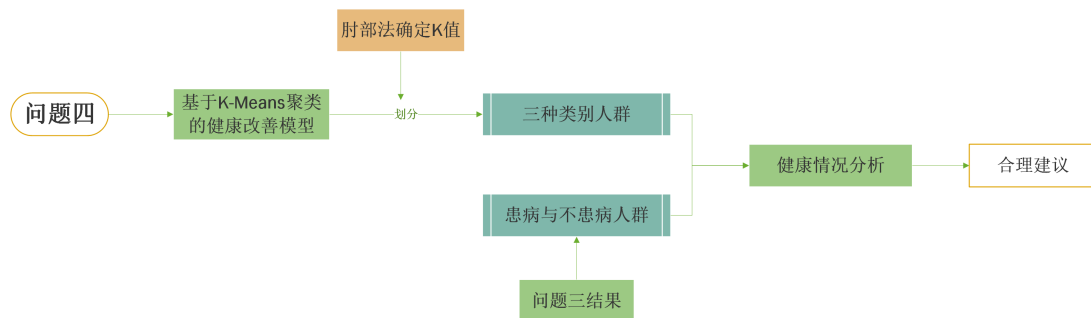 肘部法确定K值
问题四
基于K-Means聚类
的健康改善模型
划分
三种类别人群
健康情况分析
合理建议
患病与不患病人群
问题三结果